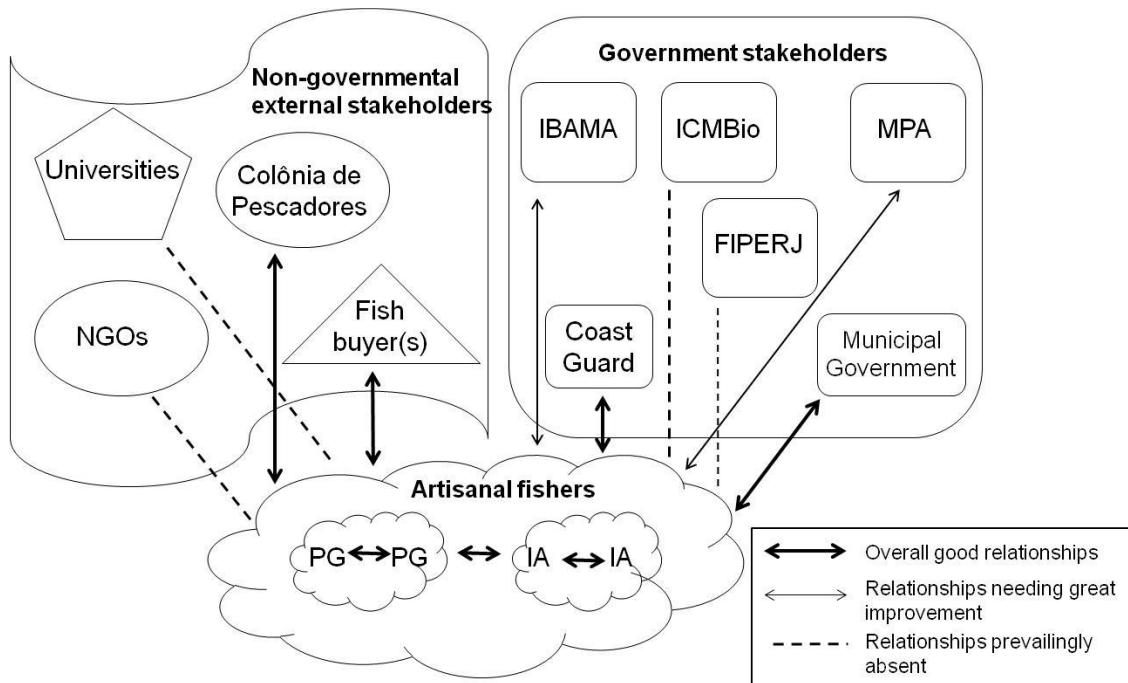 Non-governmental
external stakeholders
Universities
Colônia de
Pescadores
NGOs
Fish
buyer(s)
Government stakeholders
IBAMA
ICMBio
MPA
FIPERJ
Coast
Guard
Municipal
Government
Artisanal fishers
PG
PG
IA
IA
Overall good relationships
Relationships needing great
improvement
Relationships prevailingly
absent